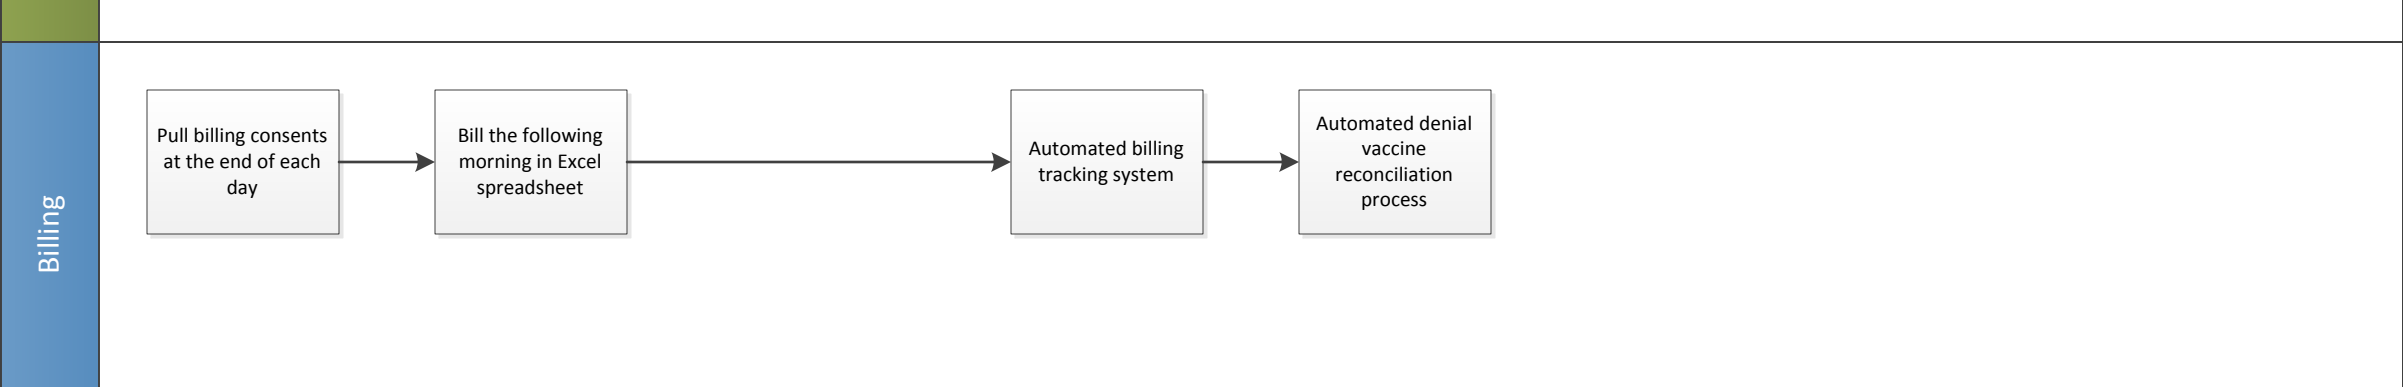 Billing
Pull billing consents
at the end of each
day
Bill the following
morning in Excel
spreadsheet
Automated billing
tracking system
Automated denial
vaccine
reconciliation
process